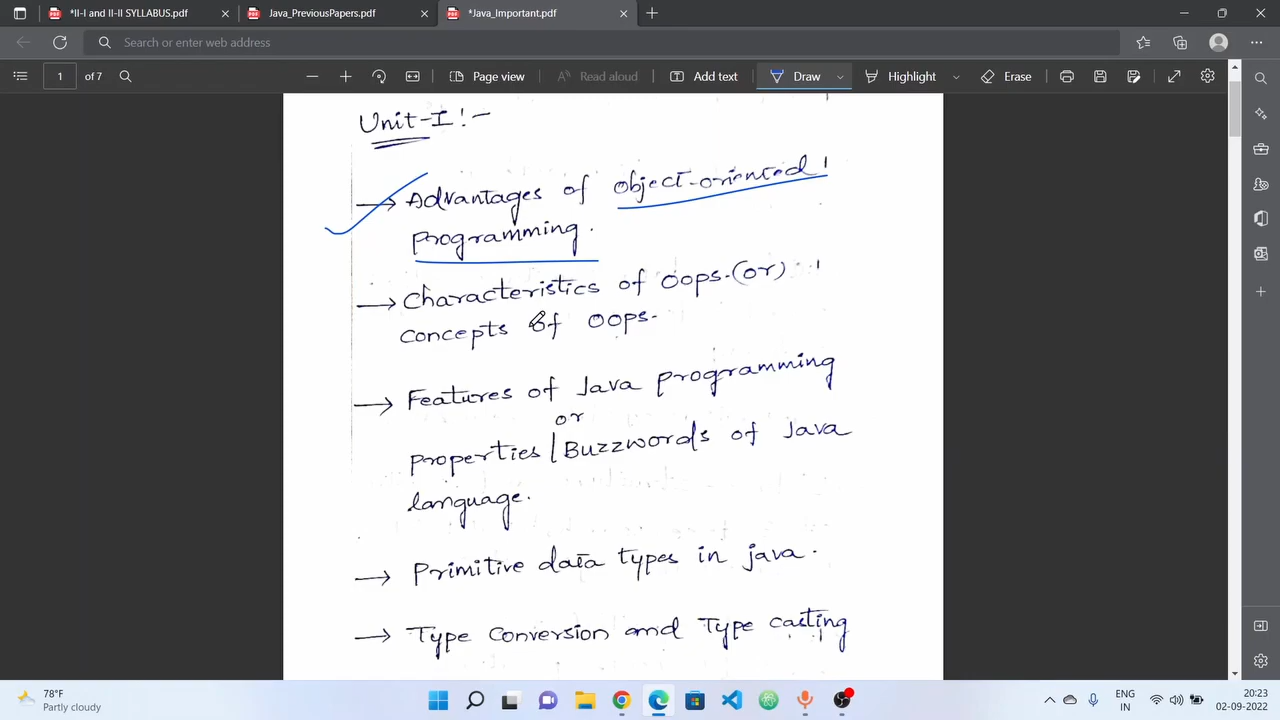 *II-I and II-II SYLLABUS.pdf
Java_PreviousPapers.pdf
*Java_Important.pdf
Search or enter web address
1 of 7
Page view
Read aloud
Add text
Draw
Highlight
Erase
Unit-I :-
→ Advantages of object-oriented
programming.
→ Characteristics of OOPS.(or)
concepts of OOPS.
→ Features of Java programming
or
properties | Buzzwords of Java
language.
→ Primitive data types in java.
→ Type conversion and Type casting
78°F
Partly cloudy
ENG
IN
20:23
02-09-2022